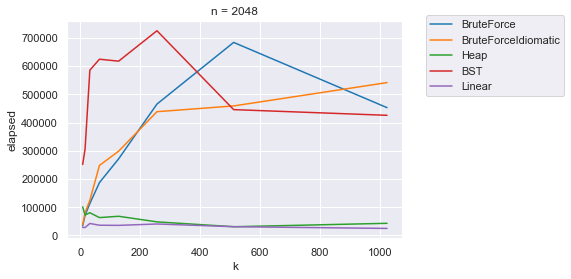 n = 2048
BruteForce
BruteForceIdiomatic
Heap
BST
Linear
700000
600000
500000
400000
300000
200000
100000
0
elapsed
0 200 400 600 800 1000
k